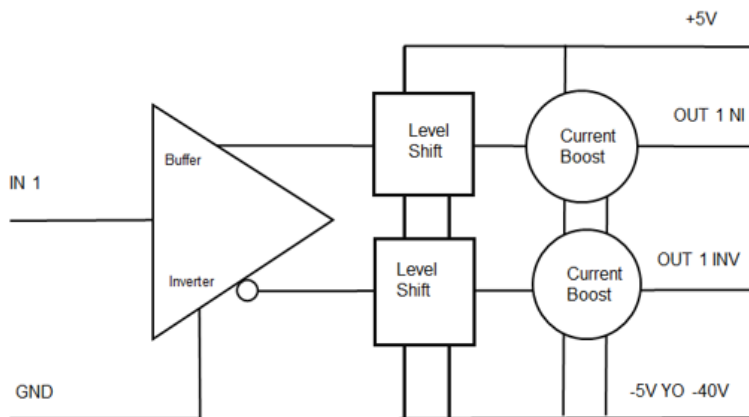 +5V
Level
Shift
Current
Boost
OUT 1 NI
Buffer
IN 1
Inverter
Level
Shift
Current
Boost
OUT 1 INV
GND
-5V YO -40V